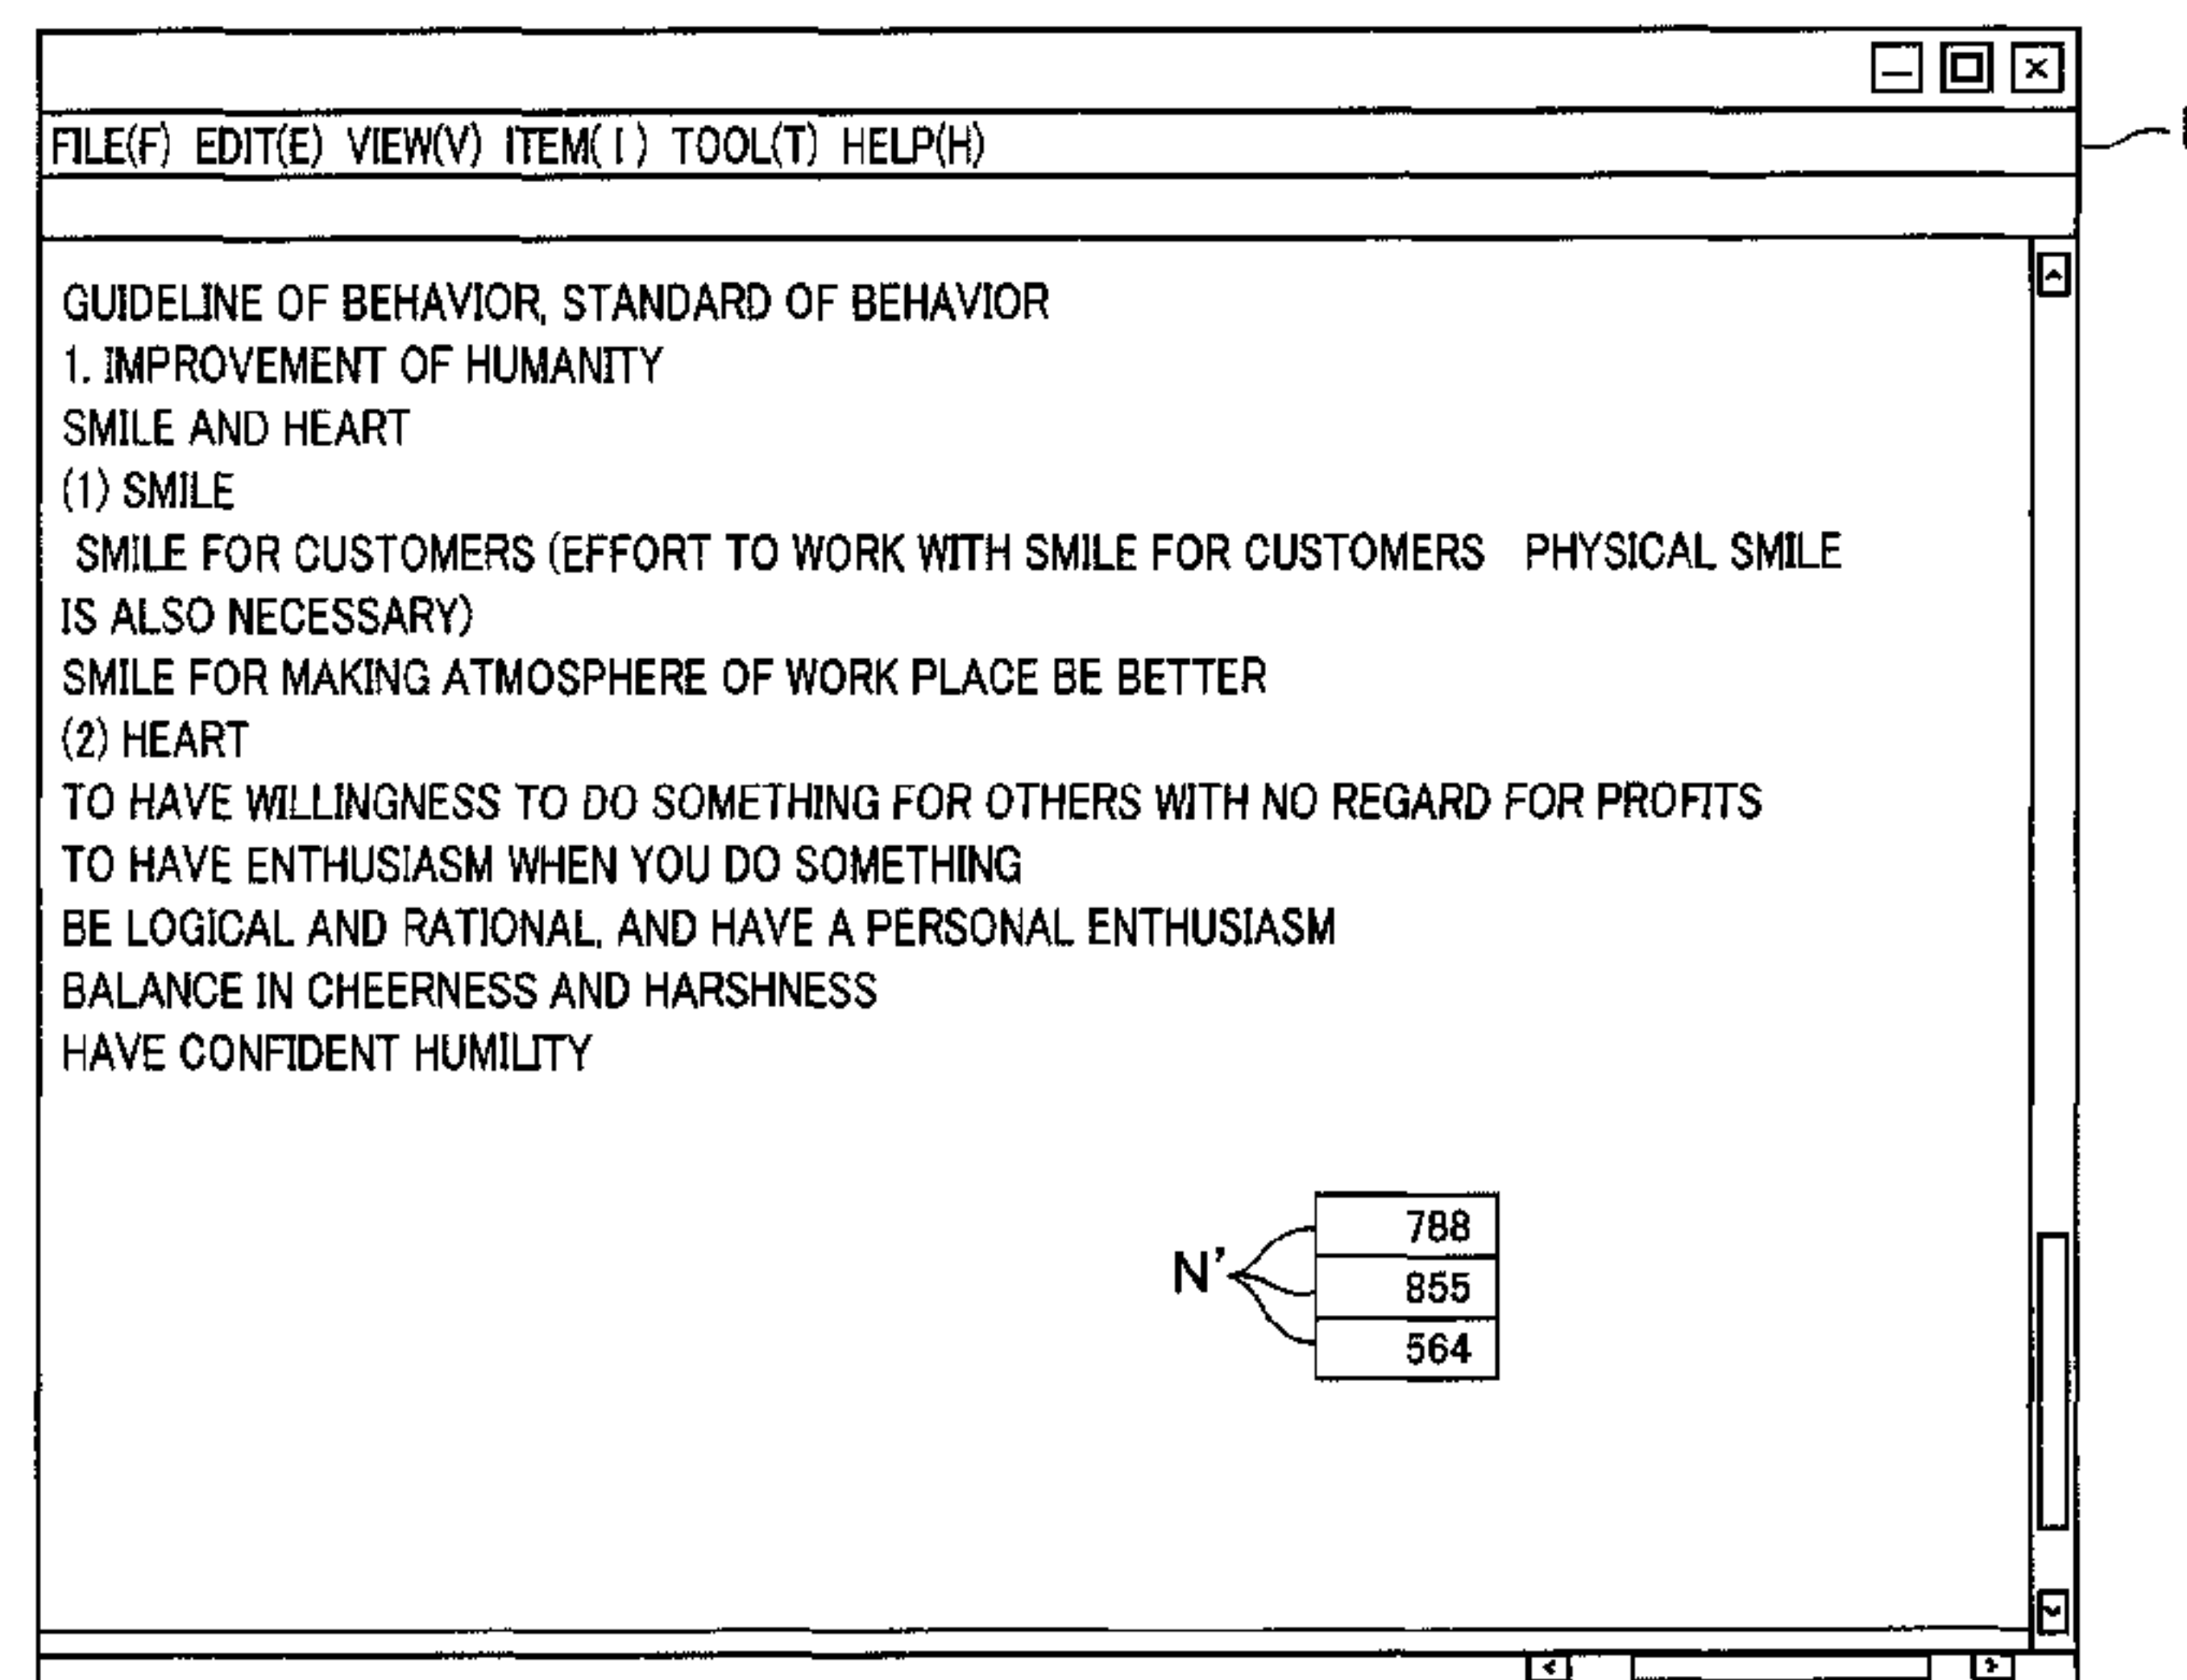 FILE(F) EDIT(E) VIEW(V) ITEM(I) TOOL(T) HELP(H)
GUIDELINE OF BEHAVIOR, STANDARD OF BEHAVIOR
1. IMPROVEMENT OF HUMANITY
SMILE AND HEART
(1) SMILE
SMILE FOR CUSTOMERS (EFFORT TO WORK WITH SMILE FOR CUSTOMERS PHYSICAL SMILE
IS ALSO NECESSARY)
SMILE FOR MAKING ATMOSPHERE OF WORK PLACE BE BETTER
(2) HEART
TO HAVE WILLINGNESS TO DO SOMETHING FOR OTHERS WITH NO REGARD FOR PROFITS
TO HAVE ENTHUSIASM WHEN YOU DO SOMETHING
BE LOGICAL AND RATIONAL, AND HAVE A PERSONAL ENTHUSIASM
BALANCE IN CHEERNESS AND HARSHNESS
HAVE CONFIDENT HUMILITY
788
N' 855
564